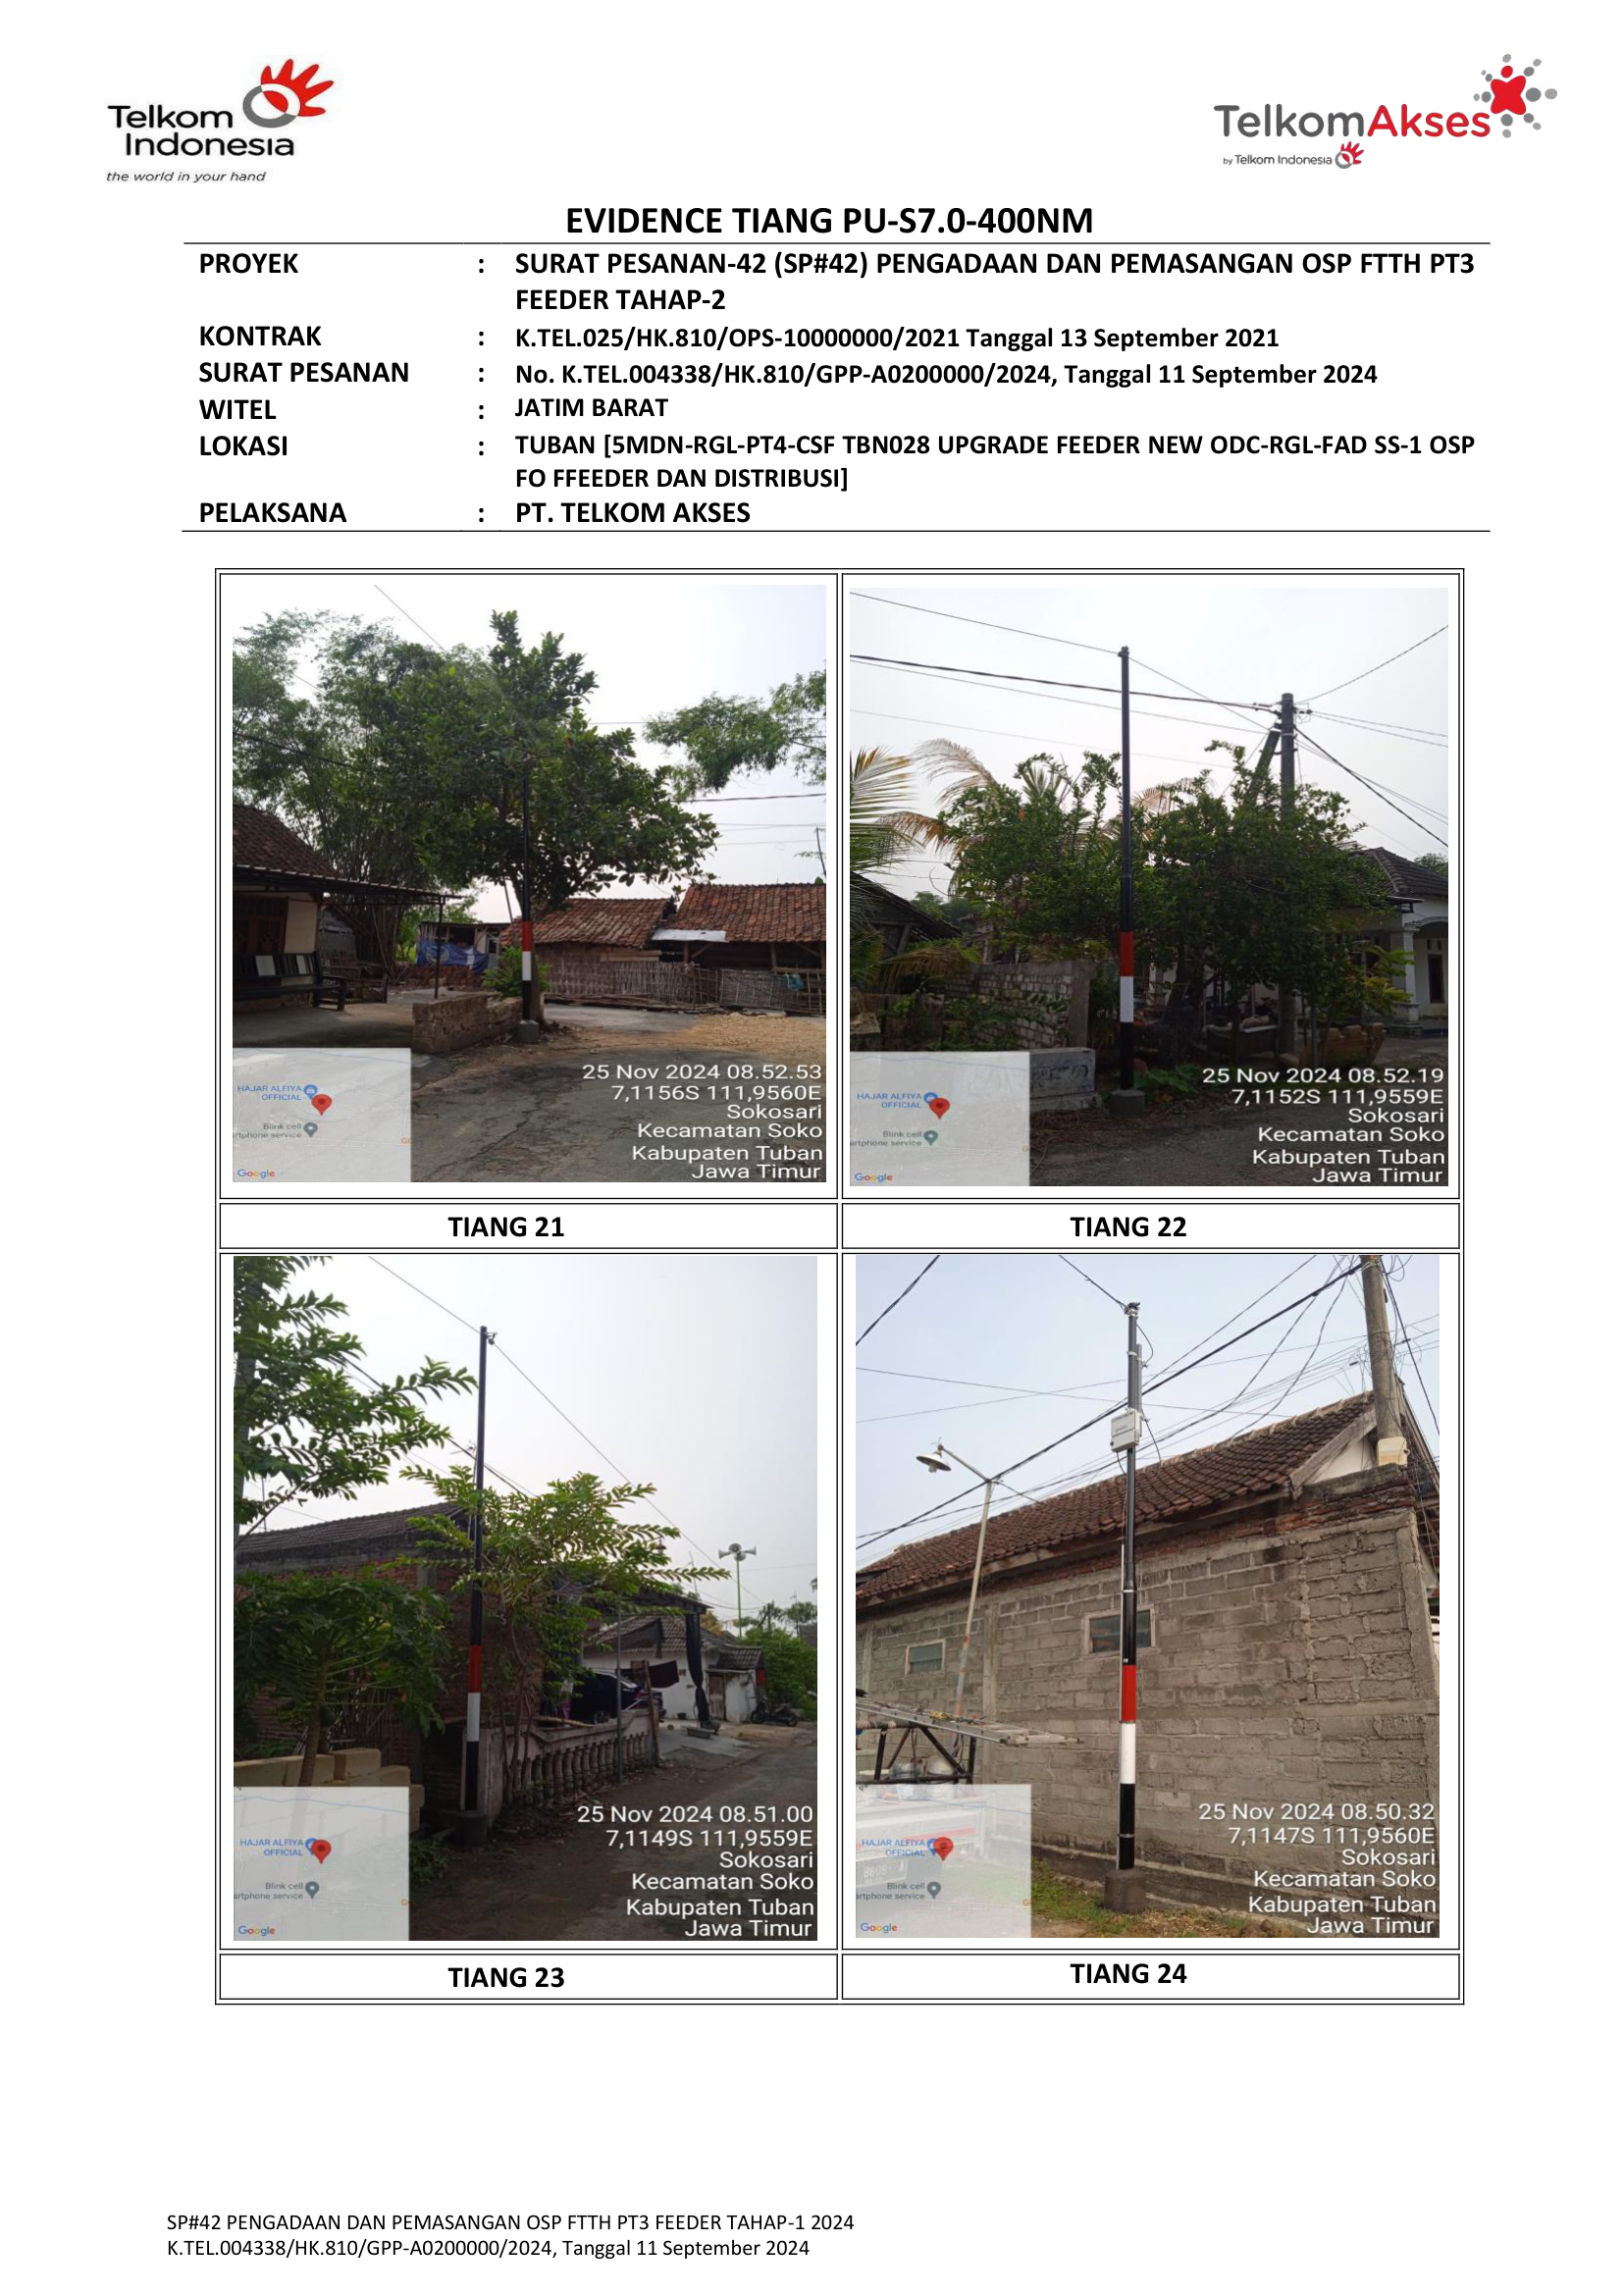 Telkom
Indonesia
the world in your hand
TelkomAkses
by Telkom Indonesia
EVIDENCE TIANG PU-S7.0-400NM
PROYEK : SURAT PESANAN-42 (SP#42) PENGADAAN DAN PEMASANGAN OSP FTTH PT3
FEEDER TAHAP-2
KONTRAK : K.TEL.025/HK.810/OPS-10000000/2021 Tanggal 13 September 2021
SURAT PESANAN : No. K.TEL.004338/HK.810/GPP-A0200000/2024, Tanggal 11 September 2024
WITEL : JATIM BARAT
LOKASI : TUBAN [5MDN-RGL-PT4-CSF TBN028 UPGRADE FEEDER NEW ODC-RGL-FAD SS-1 OSP
FO FFEEDER DAN DISTRIBUSI]
PELAKSANA : PT. TELKOM AKSES
HAJAR ALFIYA
OFFICIAL
Blink cell
rtphone service
Google
25 Nov 2024 08.52.53
7,1156S 111,9560E
Sokosari
Kecamatan Soko
Kabupaten Tuban
Jawa Timur
HAJAR ALFIYA
OFFICIAL
Blink cell
artphone service
Google
25 Nov 2024 08.52.19
7,1152S 111,9559E
Sokosari
Kecamatan Soko
Kabupaten Tuban
Jawa Timur
TIANG 21
TIANG 22
HAJAR ALFIYA
OFFICIAL
Blink cell
artphone service
Google
25 Nov 2024 08.51.00
7,1149S 111,9559E
Sokosari
Kecamatan Soko
Kabupaten Tuban
Jawa Timur
HAJAR ALFIYA
OFFICIAL
Blink cell
artphone service
Google
25 Nov 2024 08.50.32
7,1147S 111,9560E
Sokosari
Kecamatan Soko
Kabupaten Tuban
Jawa Timur
TIANG 23
TIANG 24
SP#42 PENGADAAN DAN PEMASANGAN OSP FTTH PT3 FEEDER TAHAP-1 2024
K.TEL.004338/HK.810/GPP-A0200000/2024, Tanggal 11 September 2024